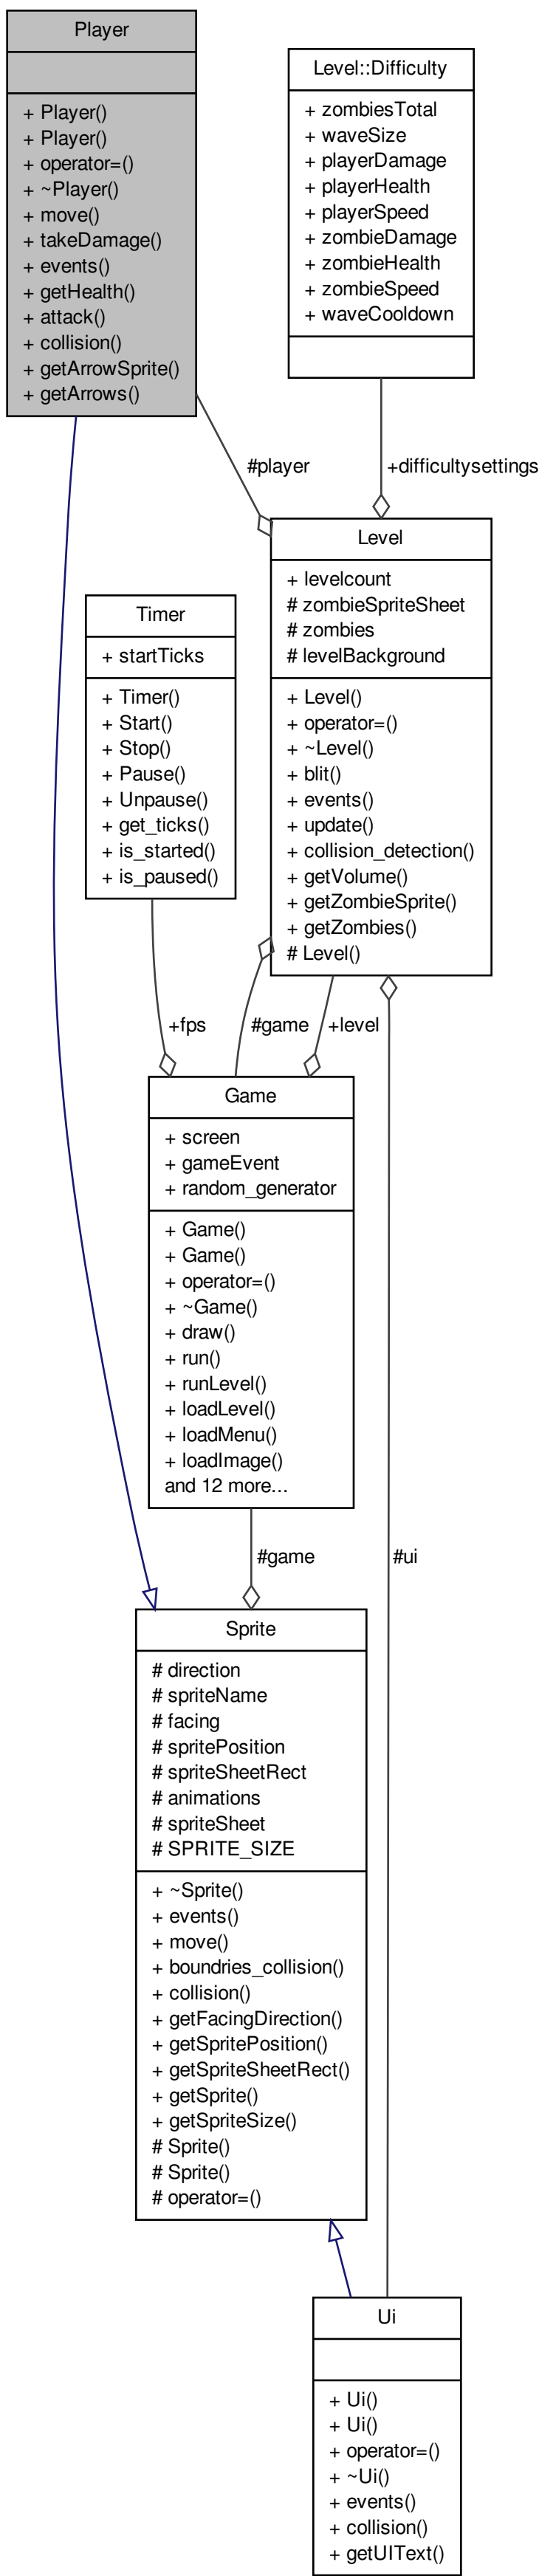 Player
+ Player()
+ Player()
+ operator=()
+ ~Player()
+ move()
+ takeDamage()
+ events()
+ getHealth()
+ attack()
+ collision()
+ getArrowSprite()
+ getArrows()
Level::Difficulty
+ zombiesTotal
+ waveSize
+ playerDamage
+ playerHealth
+ playerSpeed
+ zombieDamage
+ zombieHealth
+ zombieSpeed
+ waveCooldown
#player
+difficultysettings
Level
+ levelcount
# zombieSpriteSheet
# zombies
# levelBackground
+ Level()
+ operator=()
+ ~Level()
+ blit()
+ events()
+ update()
+ collision_detection()
+ getVolume()
+ getZombieSprite()
+ getZombies()
# Level()
Timer
+ startTicks
+ Timer()
+ Start()
+ Stop()
+ Pause()
+ Unpause()
+ get_ticks()
+ is_started()
+ is_paused()
+fps
#game
+level
Game
+ screen
+ gameEvent
+ random_generator
+ Game()
+ Game()
+ operator=()
+ ~Game()
+ draw()
+ run()
+ runLevel()
+ loadLevel()
+ loadMenu()
+ loadImage()
and 12 more...
#game
#ui
Sprite
# direction
# spriteName
# facing
# spritePosition
# spriteSheetRect
# animations
# spriteSheet
# SPRITE_SIZE
+ ~Sprite()
+ events()
+ move()
+ boundries_collision()
+ collision()
+ getFacingDirection()
+ getSpritePosition()
+ getSpriteSheetRect()
+ getSprite()
+ getSpriteSize()
# Sprite()
# Sprite()
# operator=()
Ui
+ Ui()
+ Ui()
+ operator=()
+ ~Ui()
+ events()
+ collision()
+ getUIText()